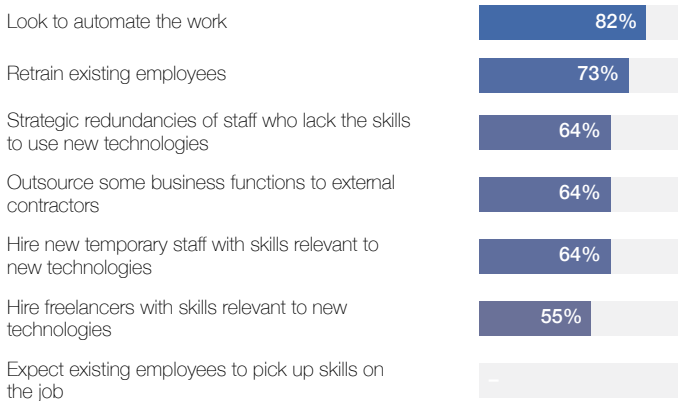 Look to automate the work 82%
Retrain existing employees 73%
Strategic redundancies of staff who lack the skills
to use new technologies 64%
Outsource some business functions to external
contractors 64%
Hire new temporary staff with skills relevant to
new technologies 64%
Hire freelancers with skills relevant to new
technologies 55%
Expect existing employees to pick up skills on
the job –